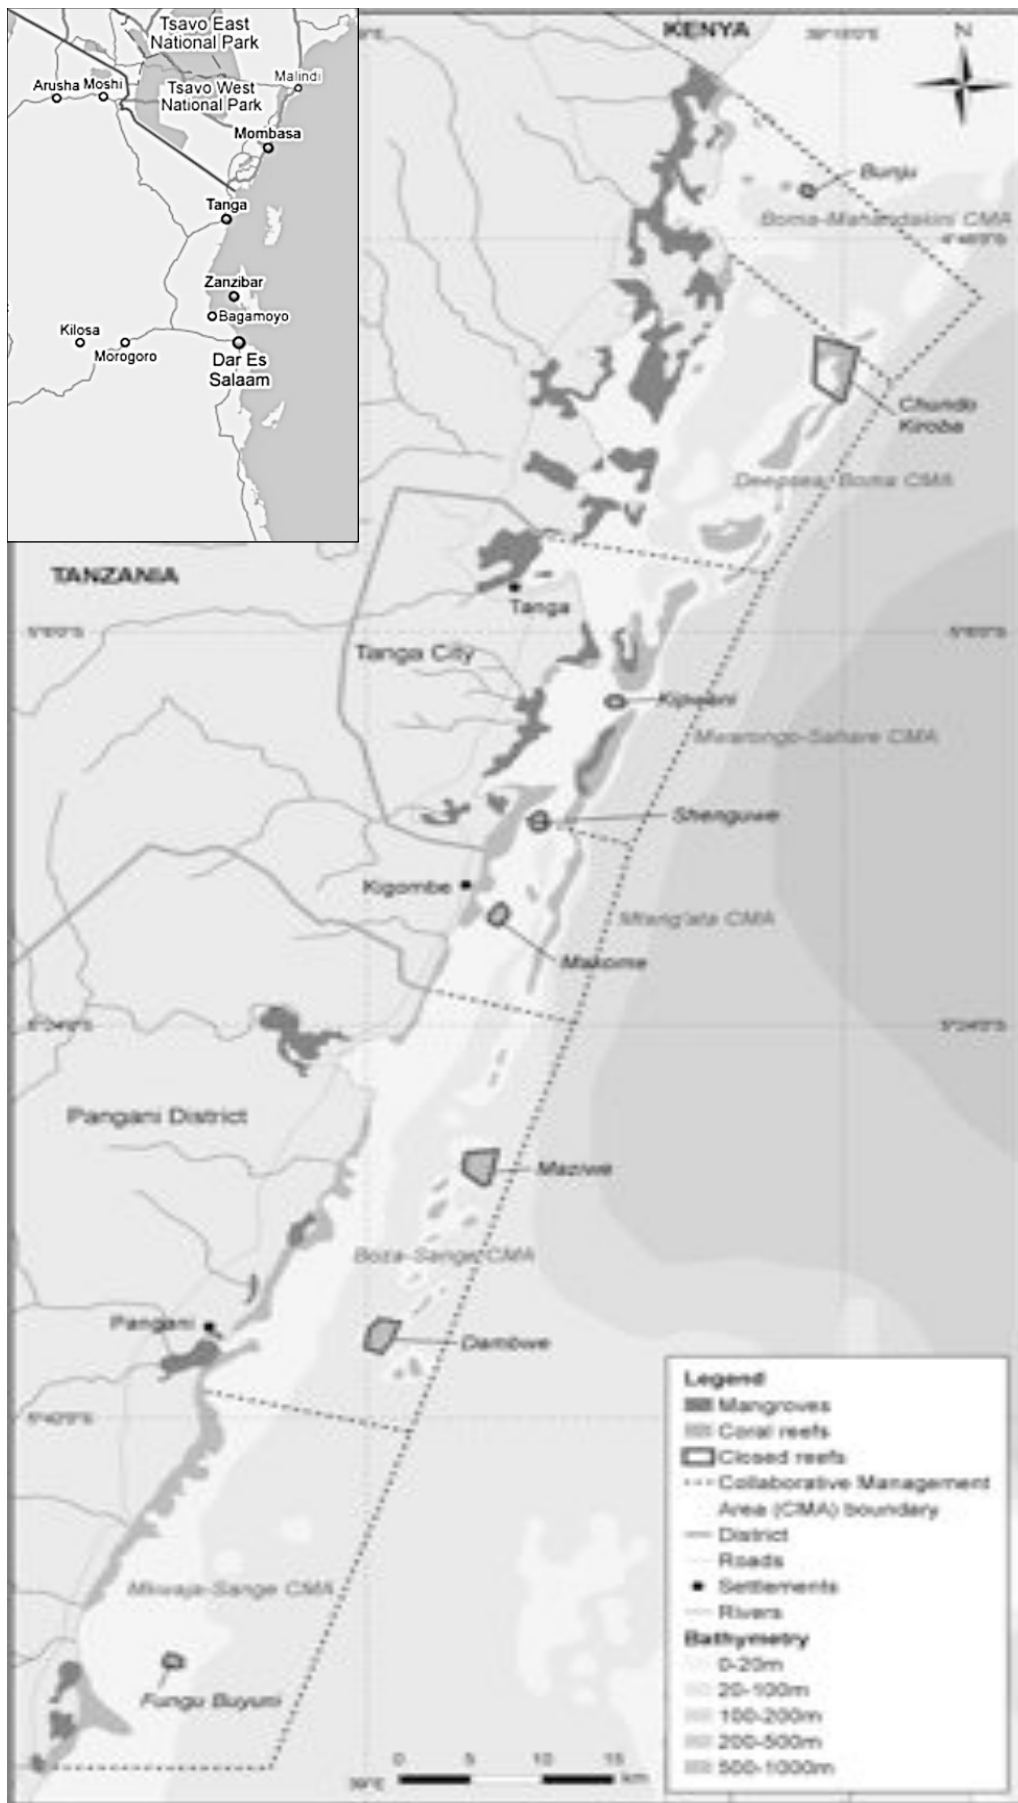 Tsavo East
National Park
Tsavo West
National Park
Malindi
Arusha
Moshi
Mombasa
Tanga
Zanzibar
Bagamoyo
Kilosa
Morogoro
Dar Es
Salaam
KENYA
N
Bunju
Boma-Mahandakini CMA
Chundo
Kiroba
Deepsea, Boma CMA
TANZANIA
Tanga
Tanga City
Kipwani
Mwarongo-Sahare CMA
Shenguwe
Kigombe
Mtang'ata CMA
Makome
Pangani District
Maziwe
Boza-Sange CMA
Pangani
Dambwe
Mkwaja-Sange CMA
Fungu Buyuni
Legend
Mangroves
Coral reefs
Closed reefs
Collaborative Management
Area (CMA) boundary
District
Roads
Settlements
Rivers
Bathymetry
0-20m
20-100m
100-200m
200-500m
500-1000m
0 5 10 15
km